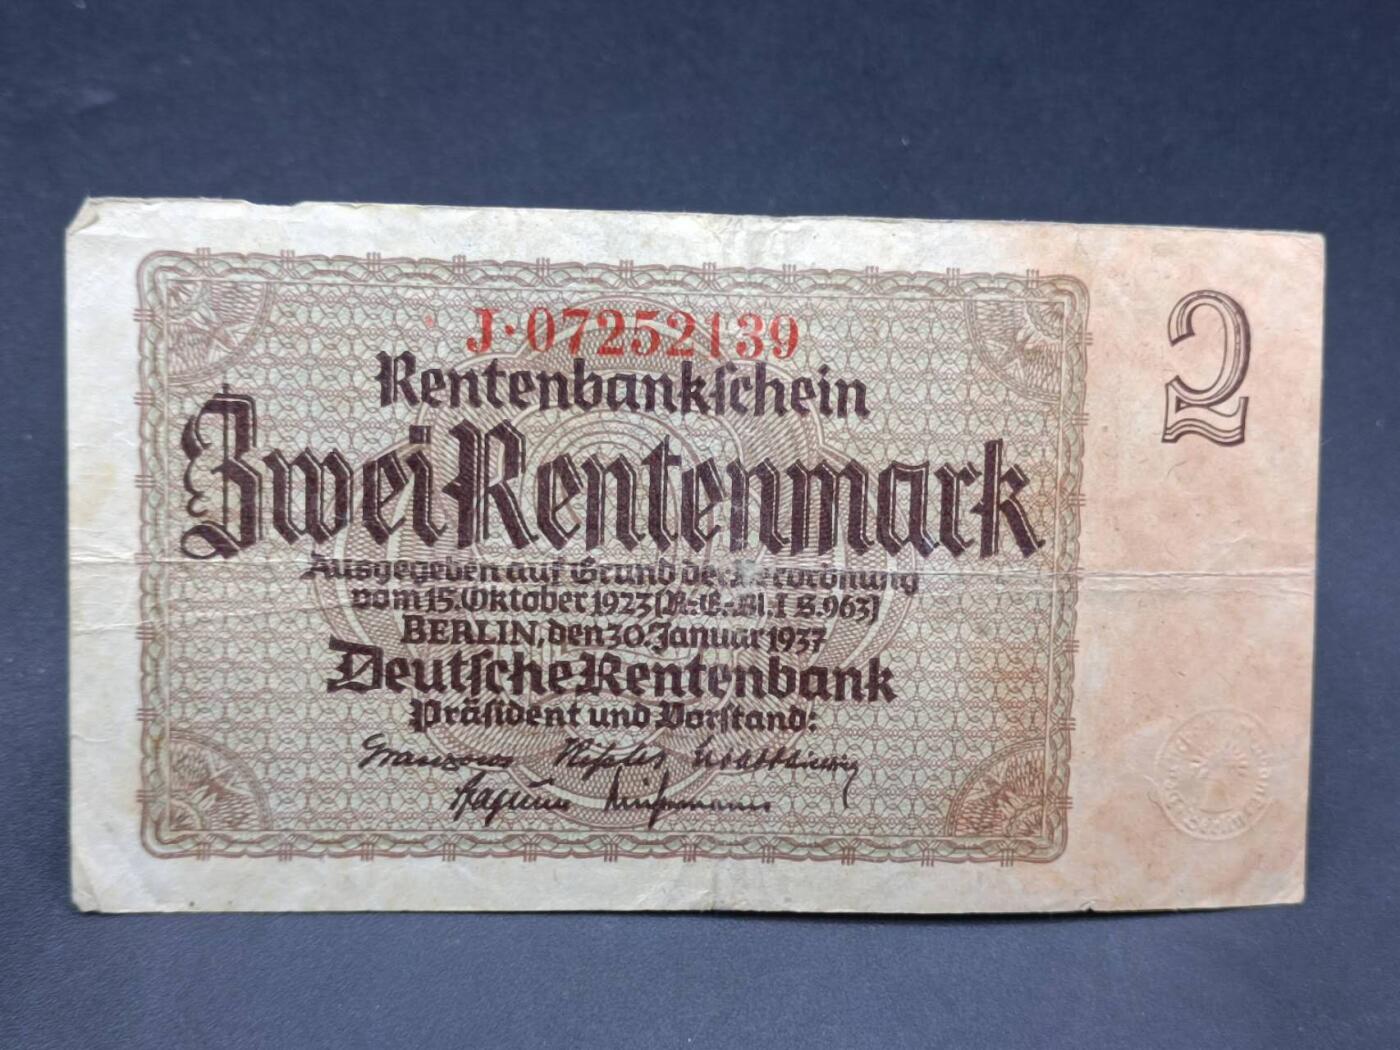 J·07252139
Rentenbankschein
2
Zwei Rentenmark
Ausgegeben auf Grund der Verordnung
vom 15. Oktober 1923 (R.-G.-Bl. I S. 963)
BERLIN, den 30. Januar 1937
Deutsche Rentenbank
Präsident und Vorstand: